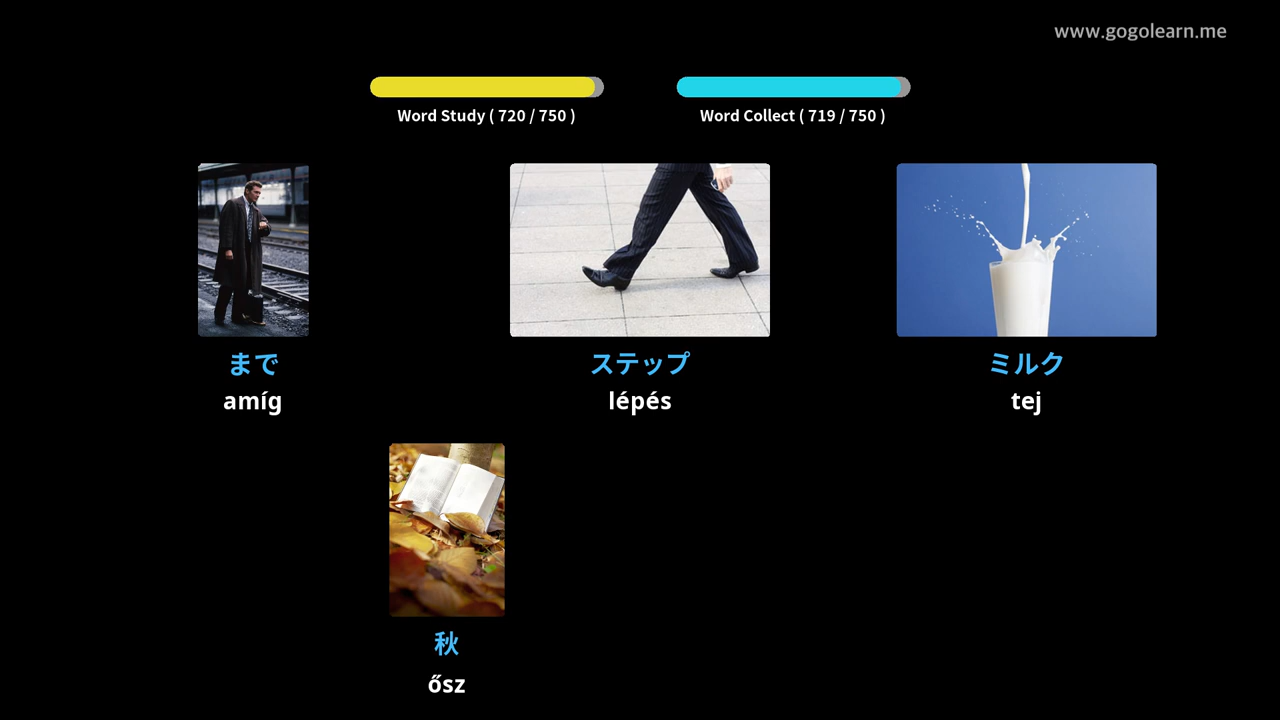 www.gogolearn.me
Word Study ( 720 / 750 )
Word Collect ( 719 / 750 )
まで
amíg
ステップ
lépés
ミルク
tej
秋
ősz